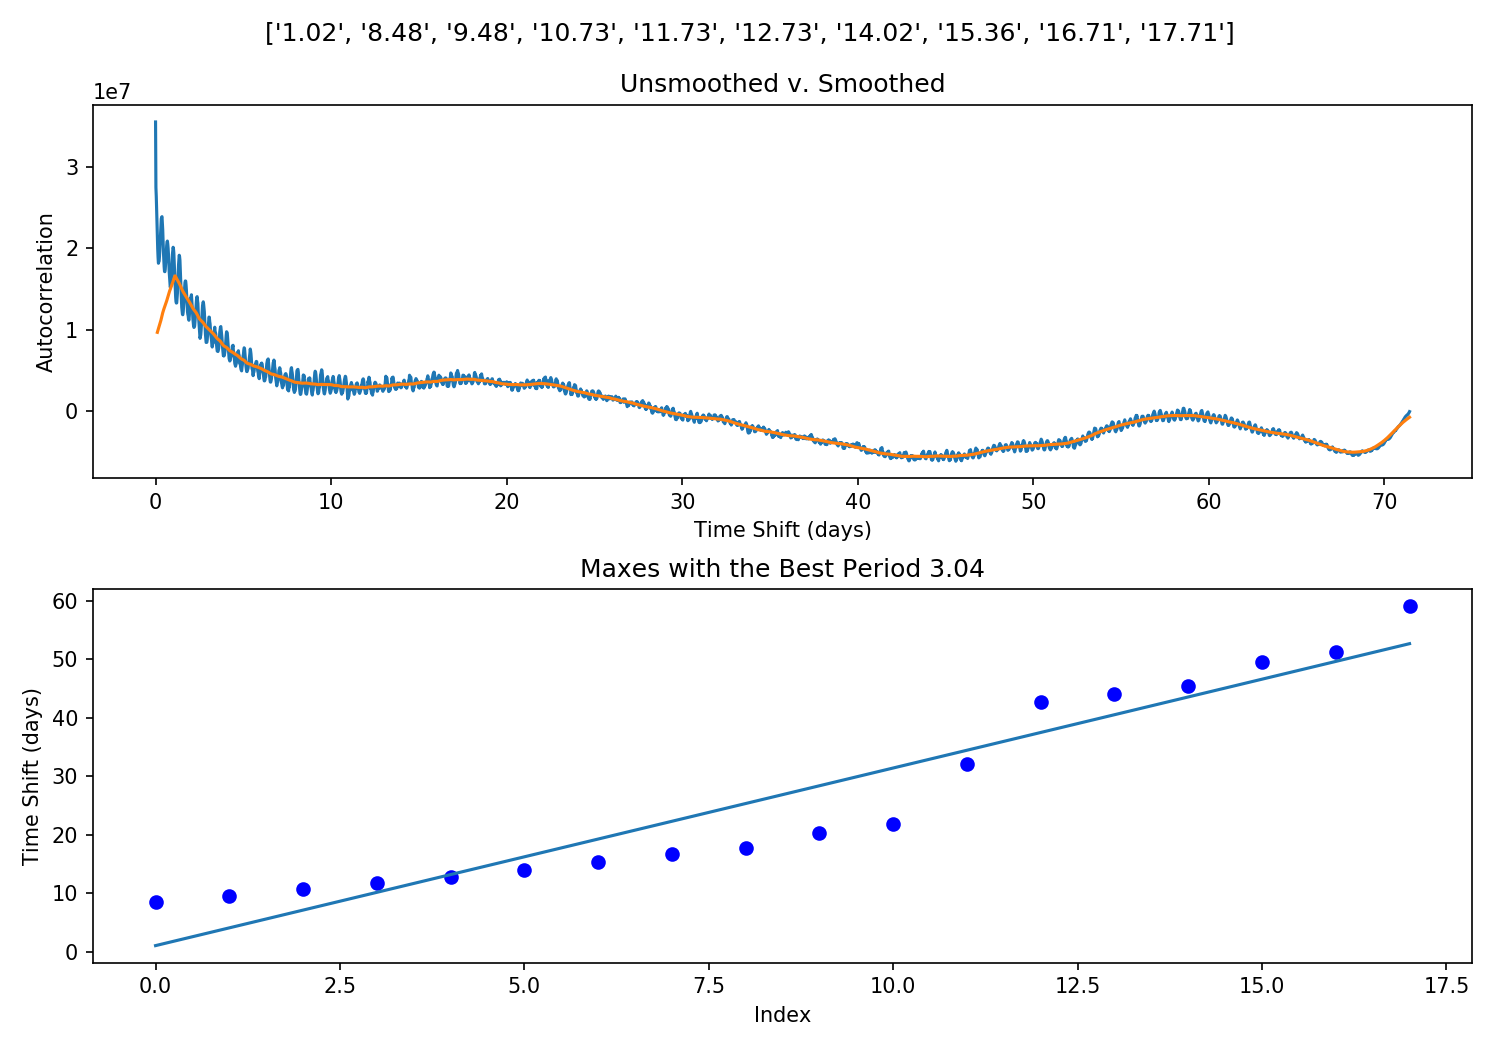 ['1.02', '8.48', '9.48', '10.73', '11.73', '12.73', '14.02', '15.36', '16.71', '17.71']
Unsmoothed v. Smoothed
1e7
3
2
1
0
Autocorrelation
0 10 20 30 40 50 60 70
Time Shift (days)
Maxes with the Best Period 3.04
60
50
40
30
20
10
0
Time Shift (days)
0.0 2.5 5.0 7.5 10.0 12.5 15.0 17.5
Index